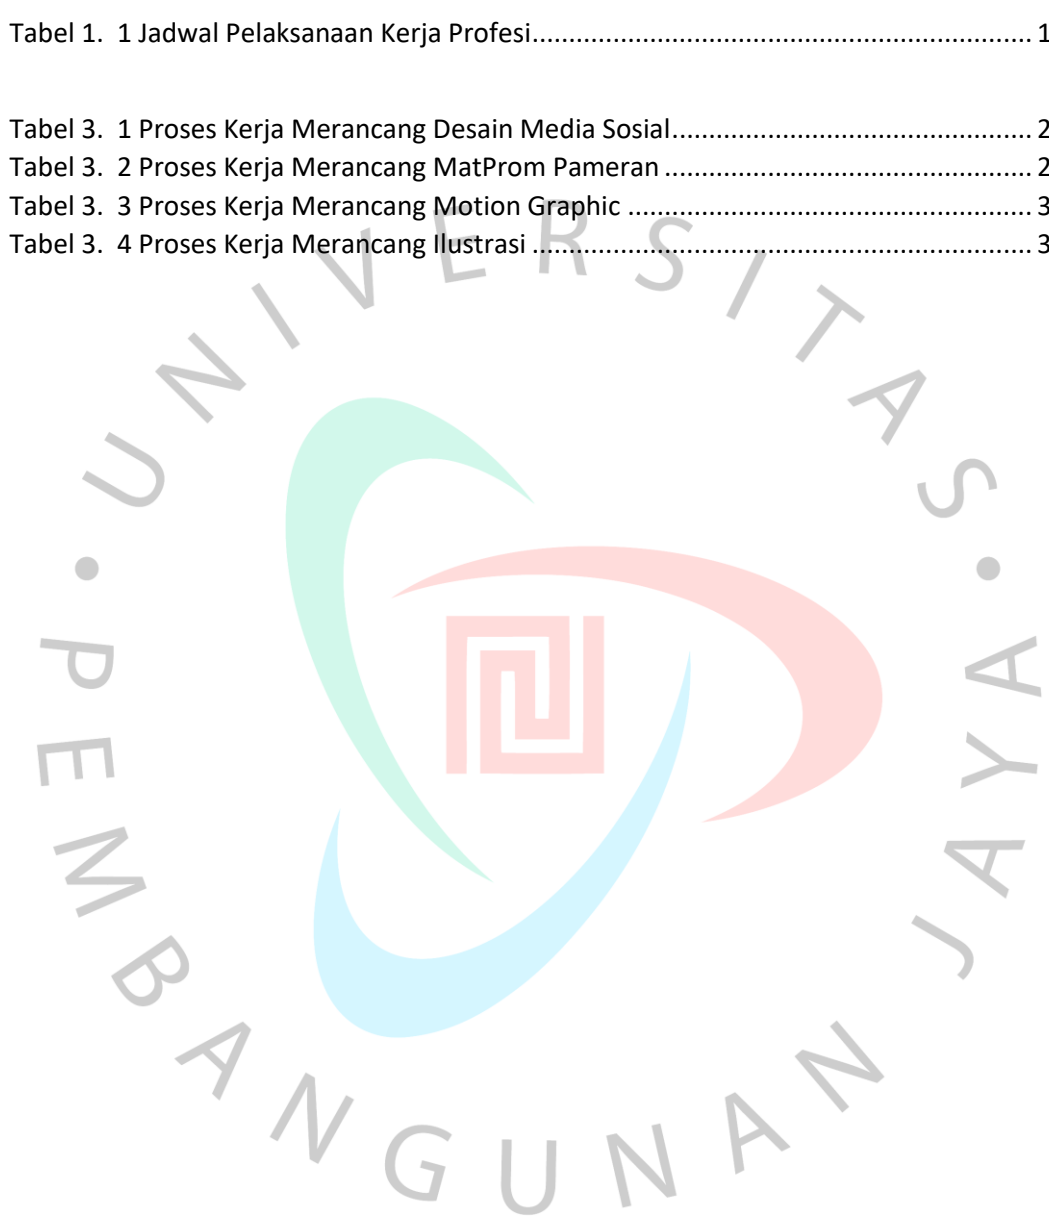 Tabel 1.  1 Jadwal Pelaksanaan Kerja Profesi..................................................................... 1
Tabel 3.  1 Proses Kerja Merancang Desain Media Sosial................................................. 2
Tabel 3.  2 Proses Kerja Merancang MatProm Pameran .................................................. 2
Tabel 3.  3 Proses Kerja Merancang Motion Graphic ....................................................... 3
Tabel 3.  4 Proses Kerja Merancang Ilustrasi .................................................................... 3
UNIVERSITAS • PEMBANGUNAN JAYA •